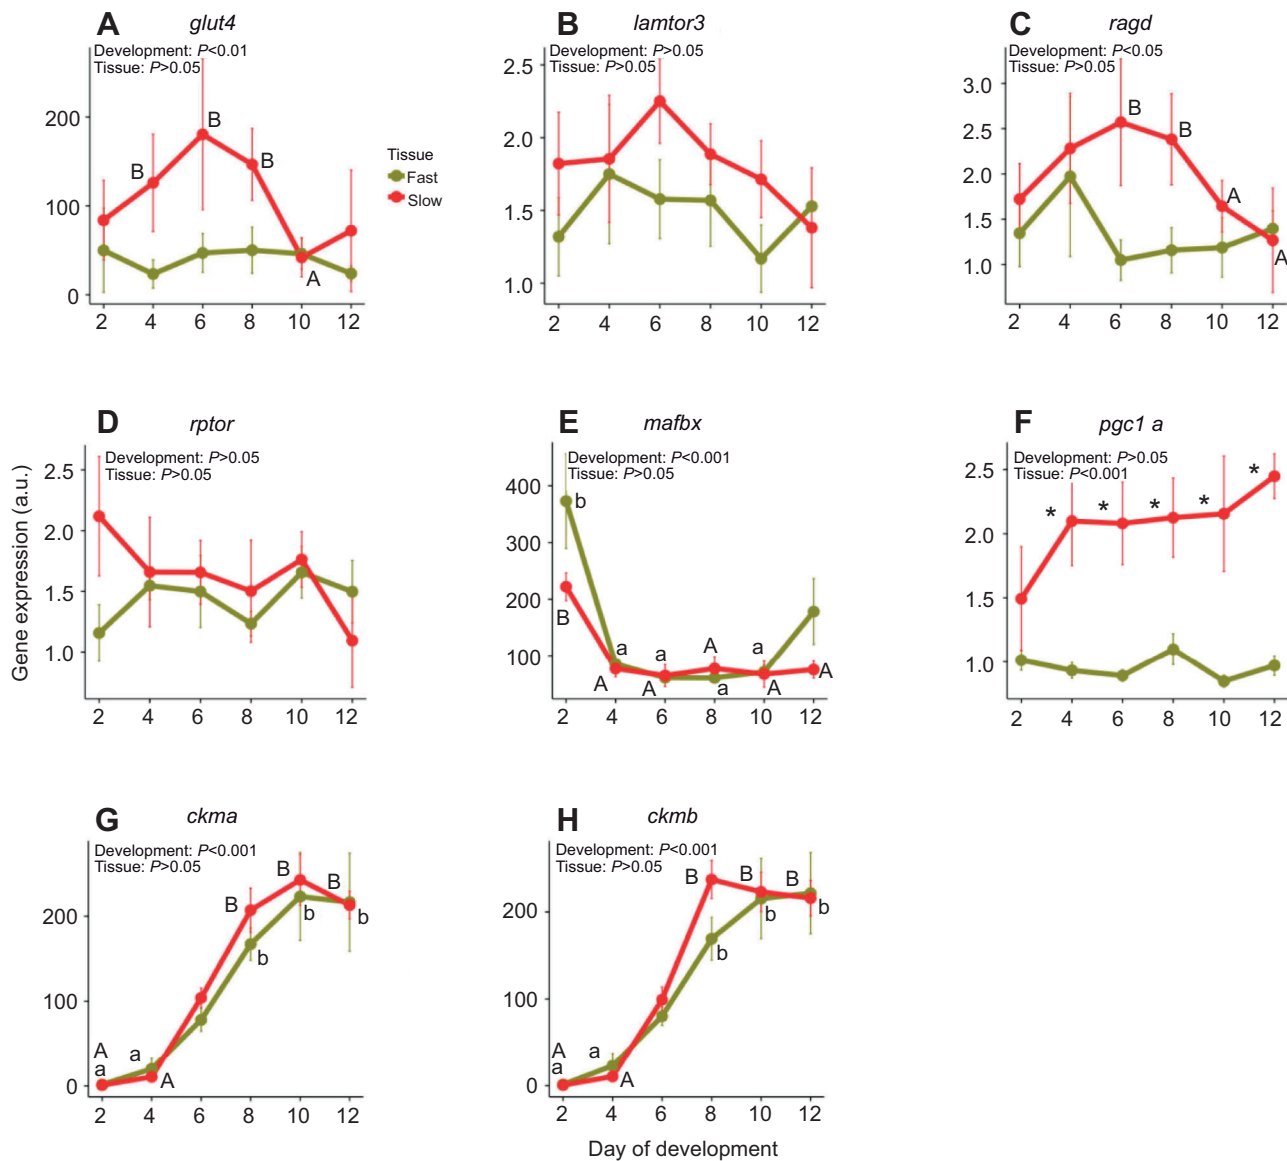 A
glut4
Development: P<0.01
Tissue: P>0.05
200
100
0
B
B
B
A
2 4 6 8 10 12
Tissue
Fast
Slow
B
lamtor3
Development: P>0.05
Tissue: P>0.05
2.5
2.0
1.5
1.0
2 4 6 8 10 12
C
ragd
Development: P<0.05
Tissue: P>0.05
3.0
2.5
2.0
1.5
1.0
B
B
A
A
2 4 6 8 10 12
Gene expression (a.u.)
D
rptor
Development: P>0.05
Tissue: P>0.05
2.5
2.0
1.5
1.0
2 4 6 8 10 12
E
mafbx
Development: P<0.001
Tissue: P>0.05
400
300
200
100
b
B
a
A
a
A
A
a
a
A
A
2 4 6 8 10 12
F
pgc1 a
Development: P>0.05
Tissue: P<0.001
2.5
2.0
1.5
1.0
* * * * *
2 4 6 8 10 12
G
ckma
Development: P<0.001
Tissue: P>0.05
200
100
0
A
a
a
A
B
b
B
b
B
b
2 4 6 8 10 12
H
ckmb
Development: P<0.001
Tissue: P>0.05
200
100
0
A
a
a
A
B
b
B
b
B
b
2 4 6 8 10 12
Day of development